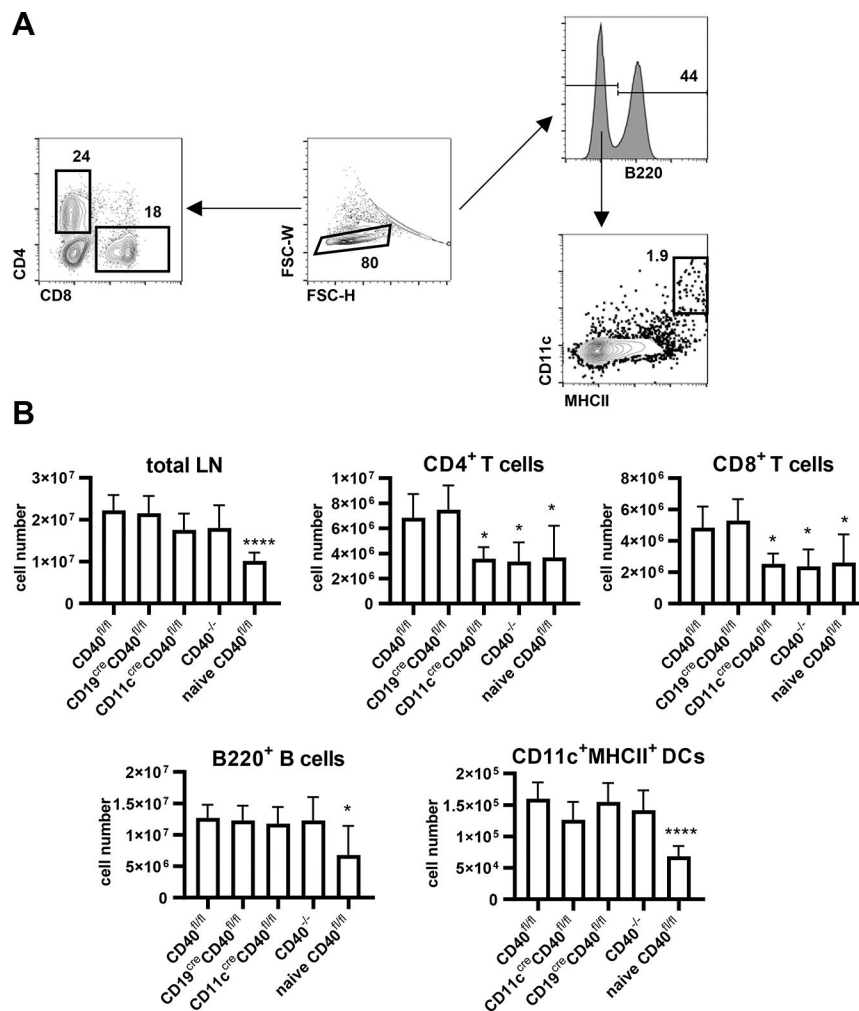 A
44
B220
24
18
CD4
CD8
FSC-W
80
FSC-H
1.9
CD11c
MHCII
B
total LN
3×10⁷
2×10⁷
1×10⁷
0
cell number
****
CD40fl/fl
CD19creCD40fl/fl
CD11ccreCD40fl/fl
CD40-/-
naive CD40fl/fl
CD4+ T cells
1×10⁷
8×10⁶
6×10⁶
4×10⁶
2×10⁶
0
cell number
* * *
CD40fl/fl
CD19creCD40fl/fl
CD11ccreCD40fl/fl
CD40-/-
naive CD40fl/fl
CD8+ T cells
8×10⁶
6×10⁶
4×10⁶
2×10⁶
0
cell number
* * *
CD40fl/fl
CD19creCD40fl/fl
CD11ccreCD40fl/fl
CD40-/-
naive CD40fl/fl
B220+ B cells
2×10⁷
1.5×10⁷
1×10⁷
5×10⁶
0
cell number
*
CD40fl/fl
CD19creCD40fl/fl
CD11ccreCD40fl/fl
CD40-/-
naive CD40fl/fl
CD11c+MHCII+ DCs
2×10⁵
1.5×10⁵
1×10⁵
5×10⁴
0
cell number
****
CD40fl/fl
CD11ccreCD40fl/fl
CD19creCD40fl/fl
CD40-/-
naive CD40fl/fl